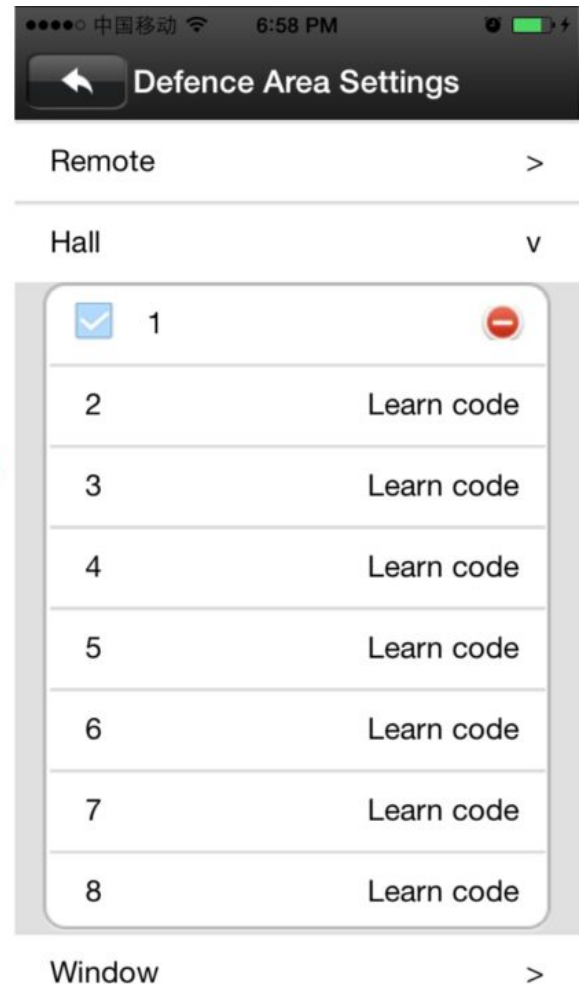 中国移动 6:58 PM
Defence Area Settings
Remote >
Hall v
1
2 Learn code
3 Learn code
4 Learn code
5 Learn code
6 Learn code
7 Learn code
8 Learn code
Window >